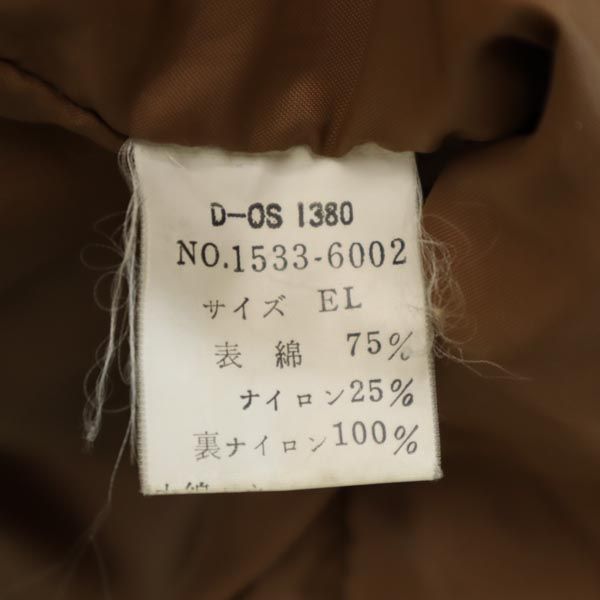 D-OS 1380
NO.1533-6002
サイズ EL
表 綿 75%
ナイロン25%
裏ナイロン100%